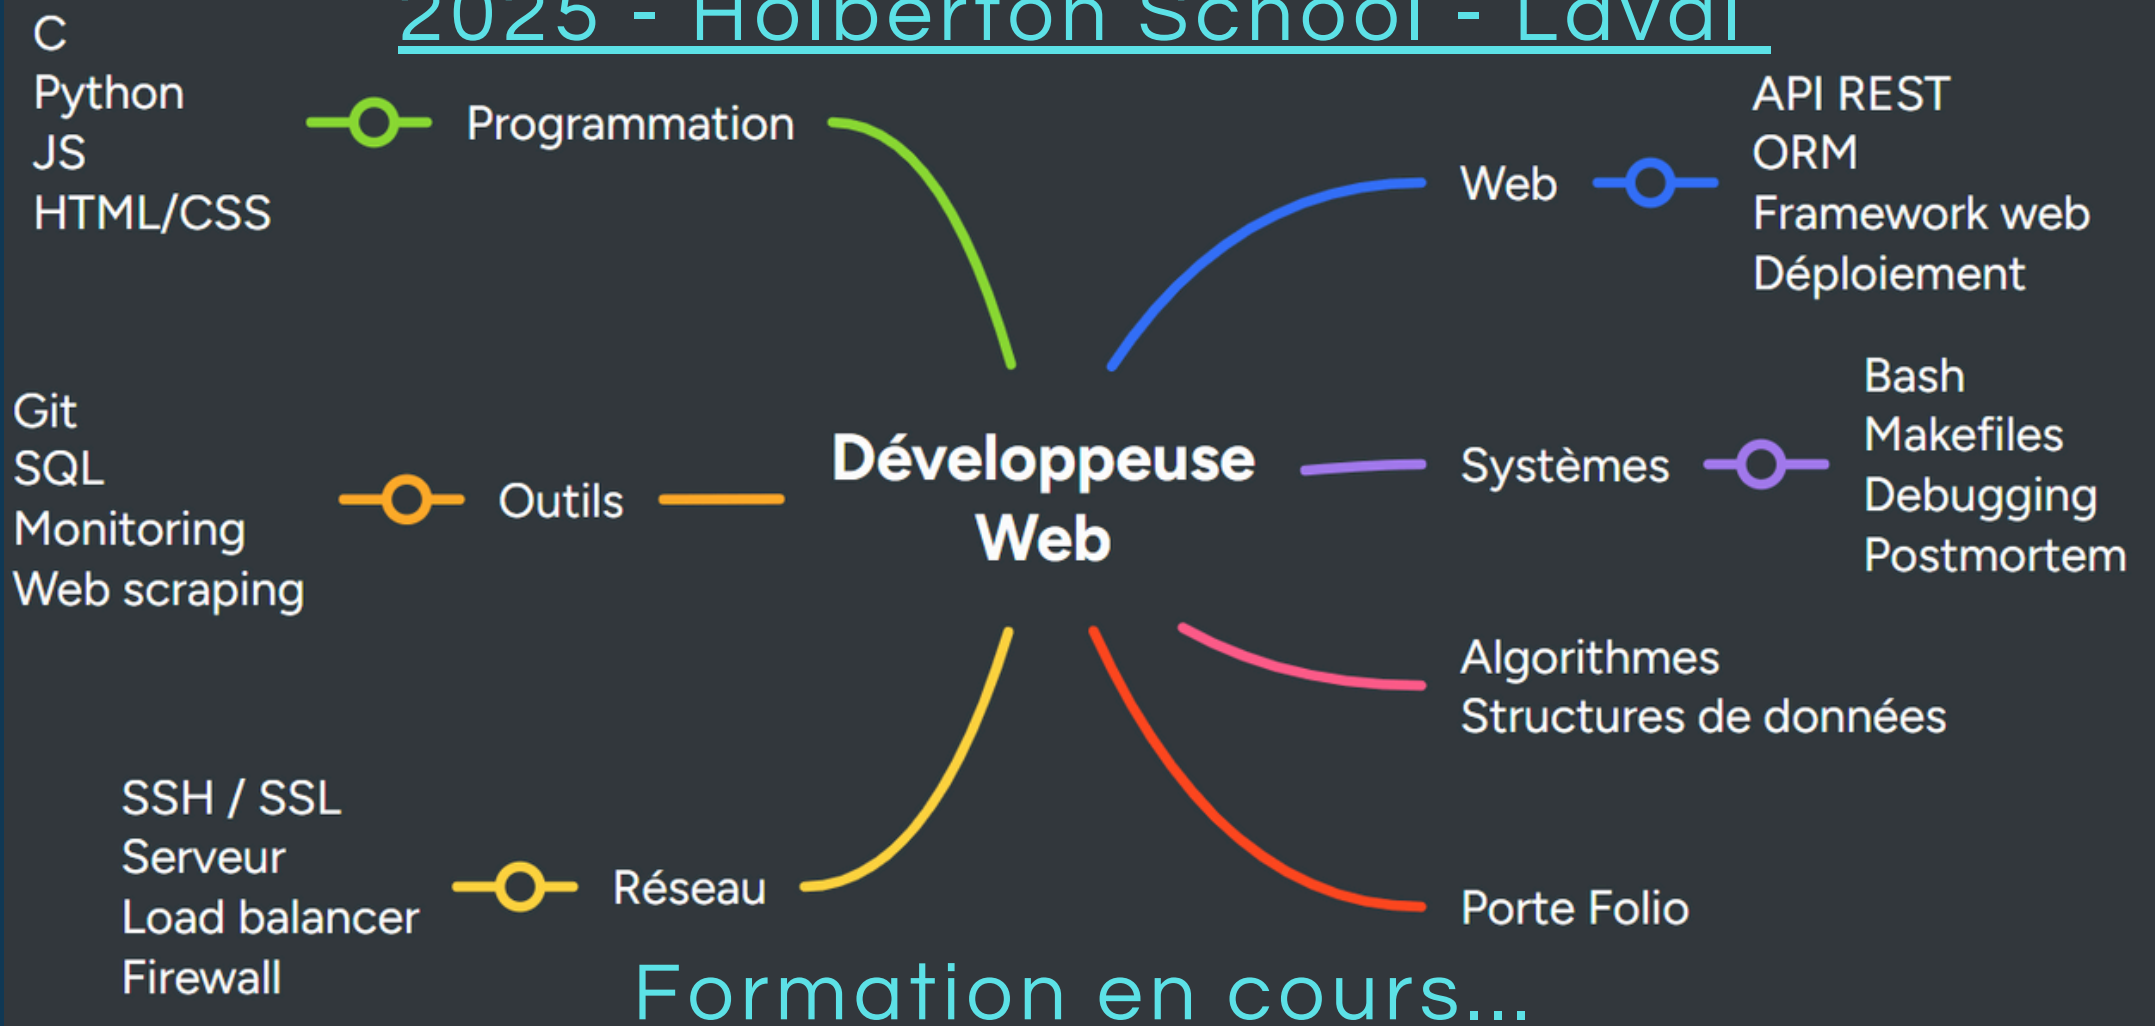 2025 - Holberton School - Laval
C
Python
JS
HTML/CSS
Programmation
Web
API REST
ORM
Framework web
Déploiement
Git
SQL
Monitoring
Web scraping
Outils
Développeuse
Web
Systèmes
Bash
Makefiles
Debugging
Postmortem
Algorithmes
Structures de données
SSH / SSL
Serveur
Load balancer
Firewall
Réseau
Porte Folio
Formation en cours...